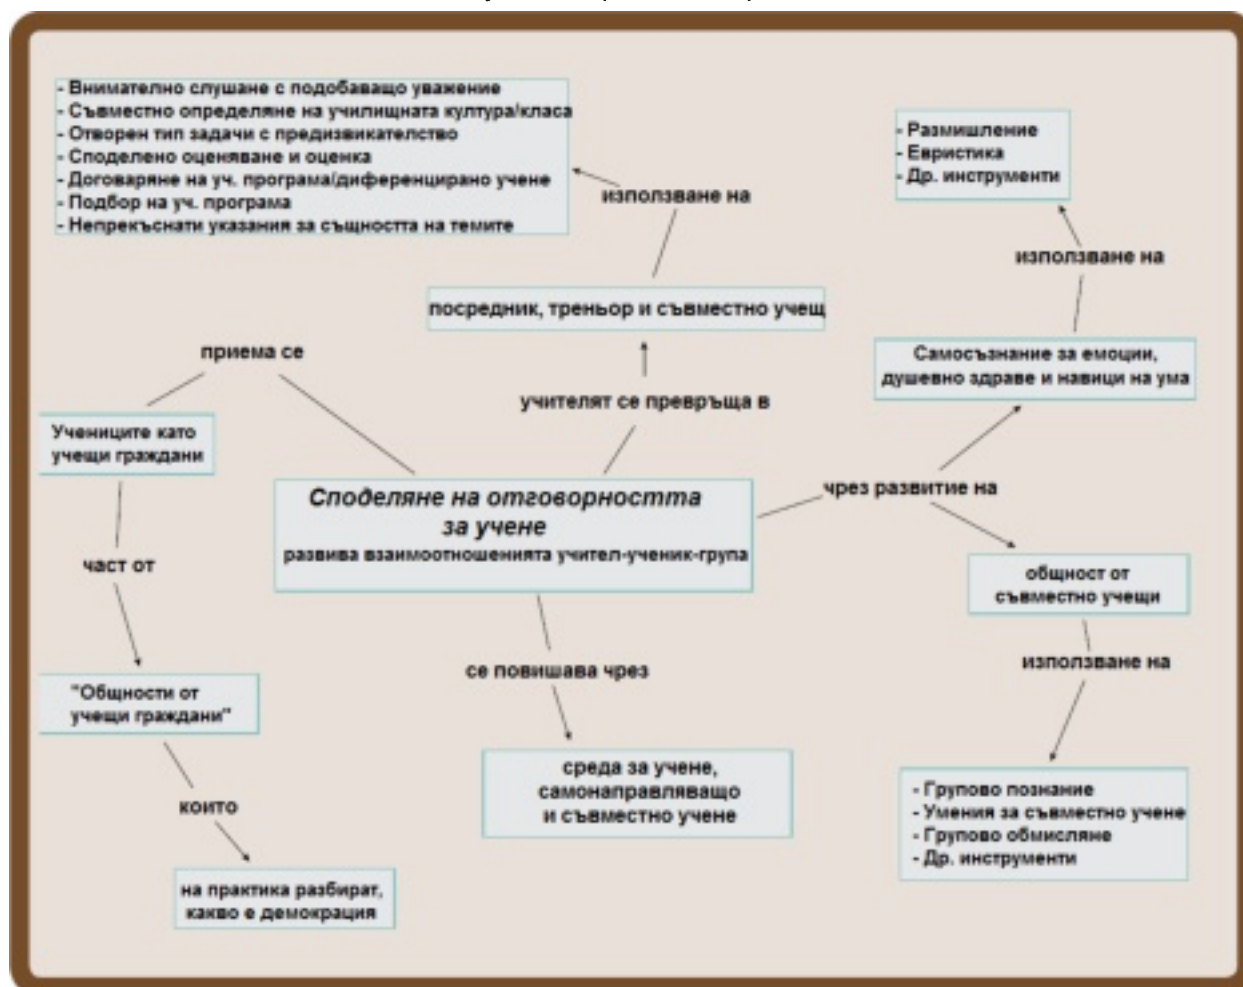 - Внимателно слушане с подобаващо уважение
- Съвместно определяне на училищната култура/класа
- Отворен тип задачи с предизвикателство
- Споделено оценяване и оценка
- Договаряне на уч. програма/диференцирано учене
- Подбор на уч. програма
- Непрекъснати указания за същността на темите
използване на
- Размишление
- Евристика
- Др. инструменти
използване на
посредник, треньор и съвместно учещ
приема се
Самосъзнание за емоции,
душевно здраве и навици на ума
учителят се превръща в
Учениците като
учещи граждани
Споделяне на отговорността
за учене
развива взаимоотношенията учител-ученик-група
чрез развитие на
част от
общност от
съвместно учещи
се повишава чрез
използване на
"Общности от
учещи граждани"
среда за учене,
самонаправляващо
и съвместно учене
които
- Групово познание
- Умения за съвместно учене
- Групово обмисляне
- Др. инструменти
на практика разбират,
какво е демокрация